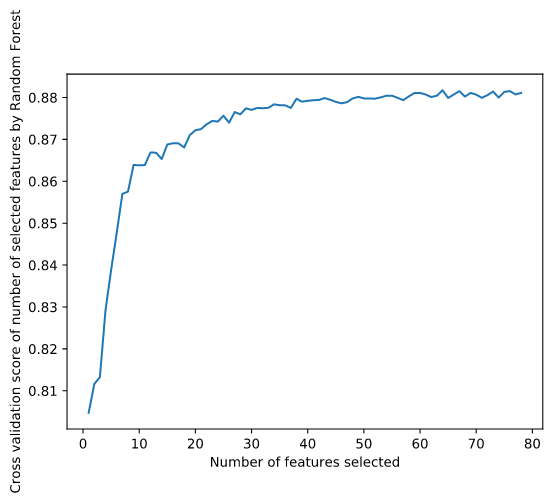 Cross validation score of number of selected features by Random Forest
0.88
0.87
0.86
0.85
0.84
0.83
0.82
0.81
0 10 20 30 40 50 60 70 80
Number of features selected